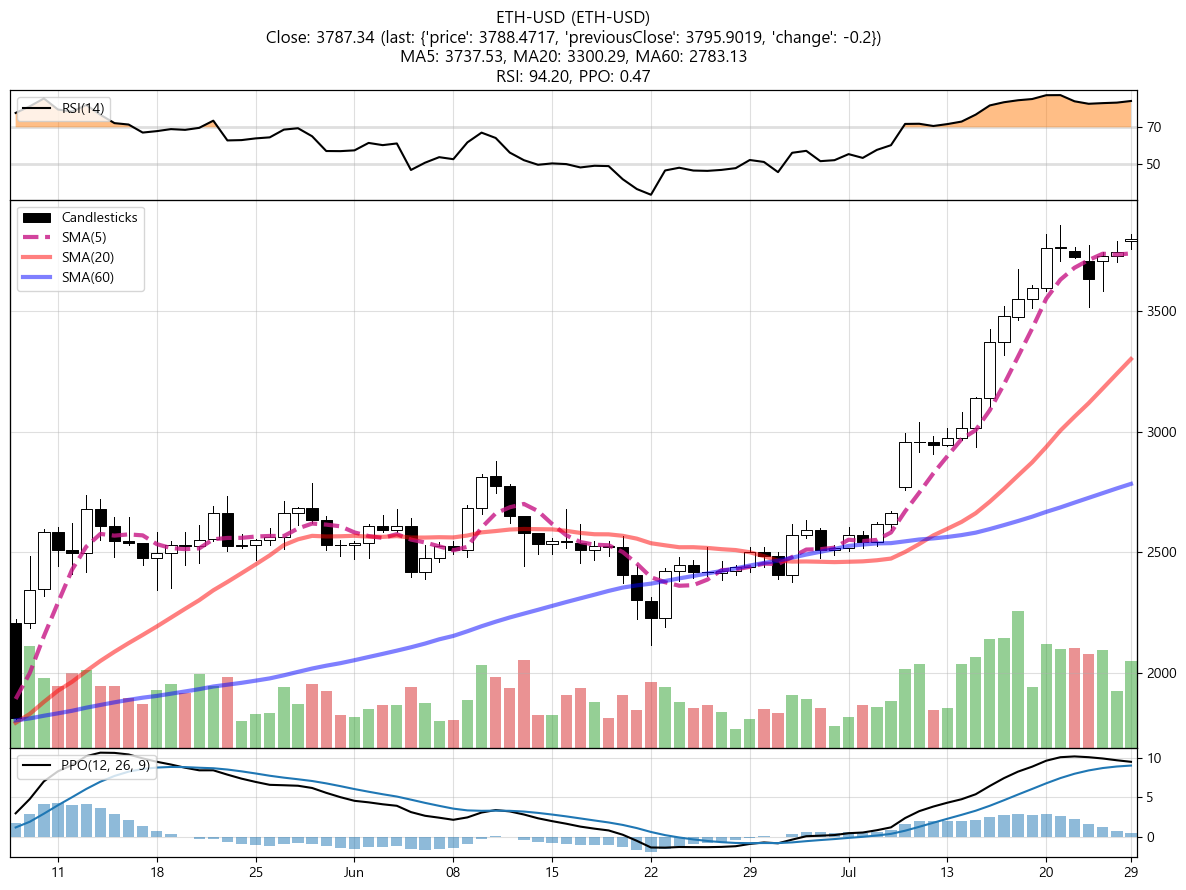 ETH-USD (ETH-USD)
Close: 3787.34 (last: {'price': 3788.4717, 'previousClose': 3795.9019, 'change': -0.2})
MA5: 3737.53, MA20: 3300.29, MA60: 2783.13
RSI: 94.20, PPO: 0.47
RSI(14)
70
50
Candlesticks
SMA(5)
SMA(20)
SMA(60)
3500
3000
2500
2000
PPO(12, 26, 9)
10
5
0
11 18 25 Jun 08 15 22 29 Jul 13 20 29